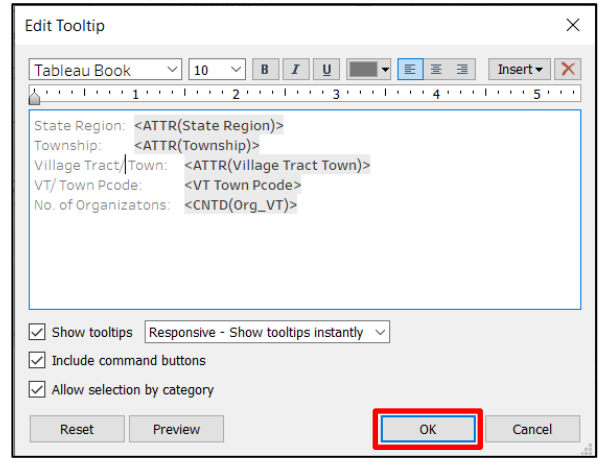 Edit Tooltip
Tableau Book 10 B I U Insert
1 2 3 4 5
State Region: <ATTR(State Region)>
Township: <ATTR(Township)>
Village Tract/Town: <ATTR(Village Tract Town)>
VT/Town Pcode: <VT Town Pcode>
No. of Organizatons: <CNTD(Org_VT)>
Show tooltips Responsive - Show tooltips instantly
Include command buttons
Allow selection by category
Reset Preview OK Cancel